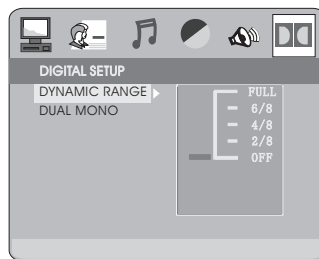 DIGITAL SETUP
DYNAMIC RANGE
DUAL MONO
FULL
6/8
4/8
2/8
OFF